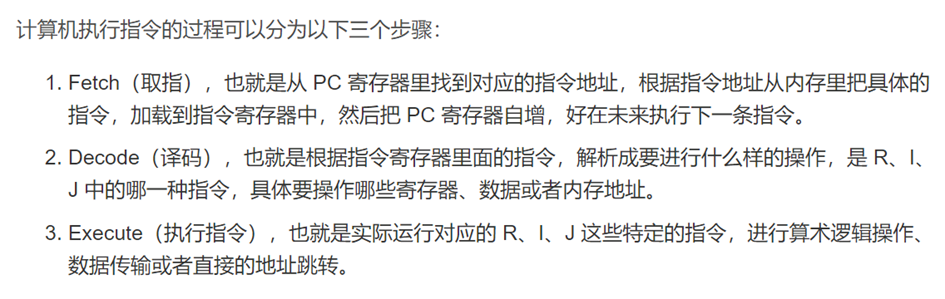 计算机执行指令的过程可以分为以下三个步骤：
1. Fetch（取指），也就是从 PC 寄存器里找到对应的指令地址，根据指令地址从内存里把具体的
指令，加载到指令寄存器中，然后把 PC 寄存器自增，好在未来执行下一条指令。
2. Decode（译码），也就是根据指令寄存器里面的指令，解析成要进行什么样的操作，是 R、I、
J 中的哪一种指令，具体要操作哪些寄存器、数据或者内存地址。
3. Execute（执行指令），也就是实际运行对应的 R、I、J 这些特定的指令，进行算术逻辑操作、
数据传输或者直接的地址跳转。